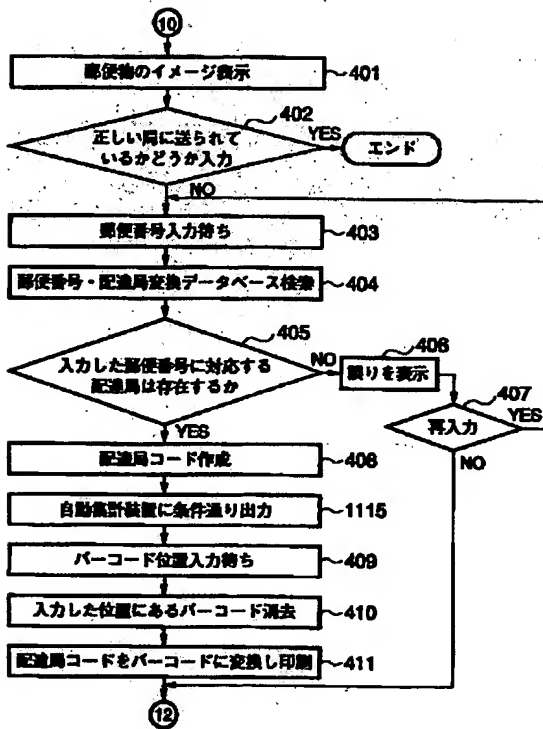 10
郵便物のイメージ表示
401
402
正しい局に送られて
いるかどうか入力
YES
エンド
NO
郵便番号入力待ち
403
郵便番号・配達局変換データベース検索
404
405
入力した郵便番号に対応する
配達局は存在するか
NO
406
誤りを表示
407
再入力
YES
NO
YES
配達局コード作成
408
自動集計装置に条件通り出力
1115
バーコード位置入力待ち
409
入力した位置にあるバーコード消去
410
配達局コードをバーコードに変換し印刷
411
12